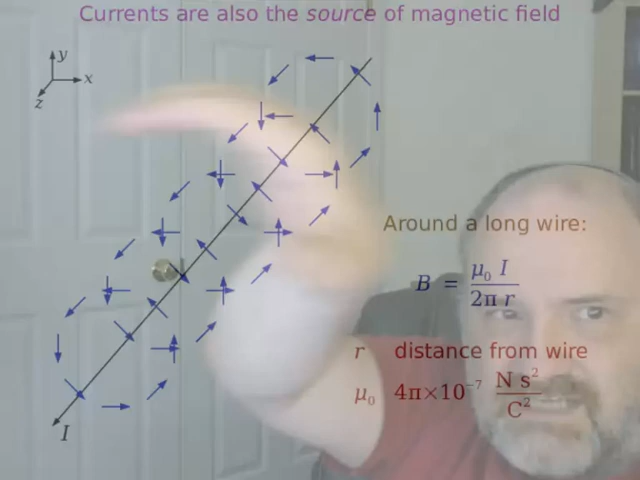 Currents are also the source of magnetic field
y
x
z
Around a long wire:
B = μ₀ I / 2π r
r distance from wire
μ₀ 4π×10⁻⁷ N s² / C²
I